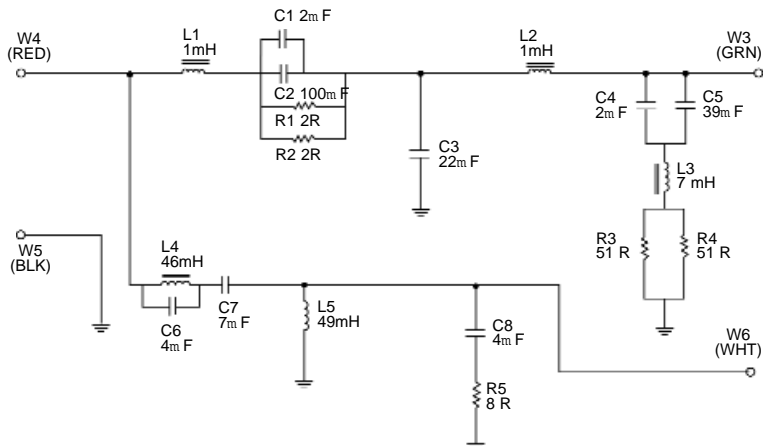 C1 2m F
W4
(RED)
L1
1mH
L2
1mH
W3
(GRN)
C2 100m F
R1 2R
R2 2R
C4
2m F
C5
39m F
C3
22m F
L3
7 mH
W5
(BLK)
R3
51 R
R4
51 R
L4
46mH
C7
7m F
C6
4m F
L5
49mH
C8
4m F
W6
(WHT)
R5
8 R